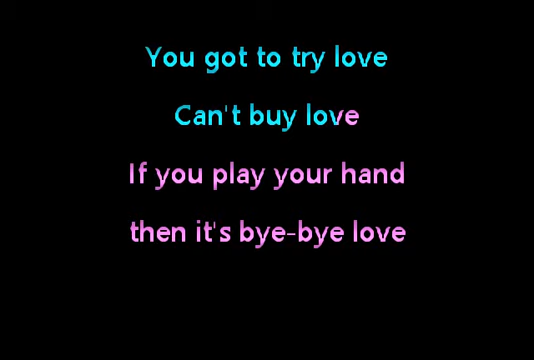 You got to try love
Can't buy love
If you play your hand
then it's bye-bye love